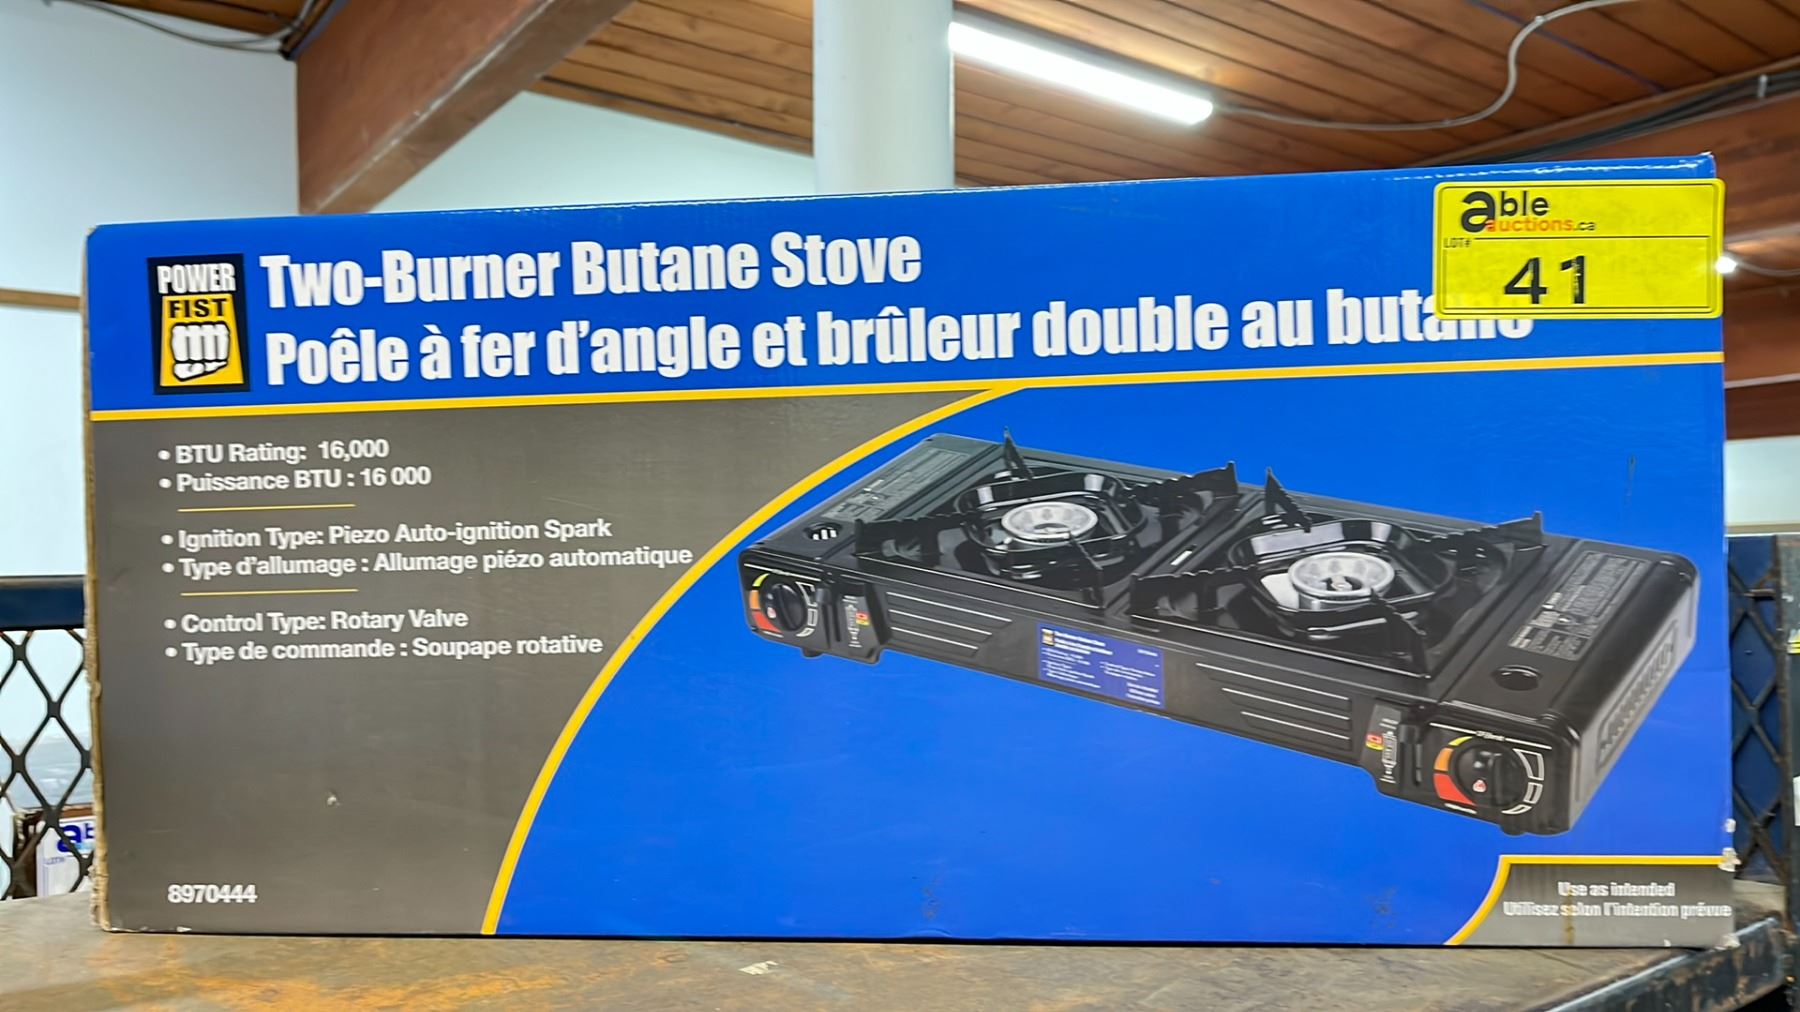 POWER
FIST
Two-Burner Butane Stove
Poêle à fer d'angle et brûleur double au butane
able
auctions.ca
LOT#
41
• BTU Rating: 16,000
• Puissance BTU : 16 000
• Ignition Type: Piezo Auto-ignition Spark
• Type d'allumage : Allumage piézo automatique
• Control Type: Rotary Valve
• Type de commande : Soupape rotative
8970444
Use as intended
Utilisez selon l'intention prévue